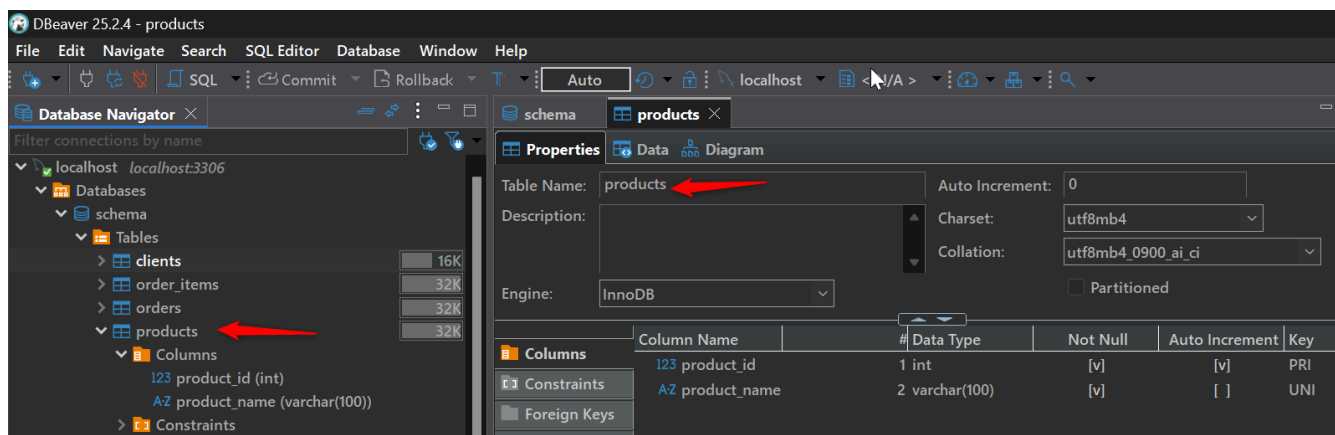 DBeaver 25.2.4 - products
File Edit Navigate Search SQL Editor Database Window Help
SQL Commit Rollback Auto localhost < N/A >
Database Navigator
Filter connections by name
localhost localhost:3306
Databases
schema
Tables
clients 16K
order_items 32K
orders 32K
products 32K
Columns
123 product_id (int)
A-Z product_name (varchar(100))
Constraints
schema products
Properties Data Diagram
Table Name: products Auto Increment: 0
Description: Charset: utf8mb4
Collation: utf8mb4_0900_ai_ci
Engine: InnoDB Partitioned
Columns
Constraints
Foreign Keys
Column Name # Data Type Not Null Auto Increment Key
123 product_id 1 int [v] [v] PRI
A-Z product_name 2 varchar(100) [v] [ ] UNI